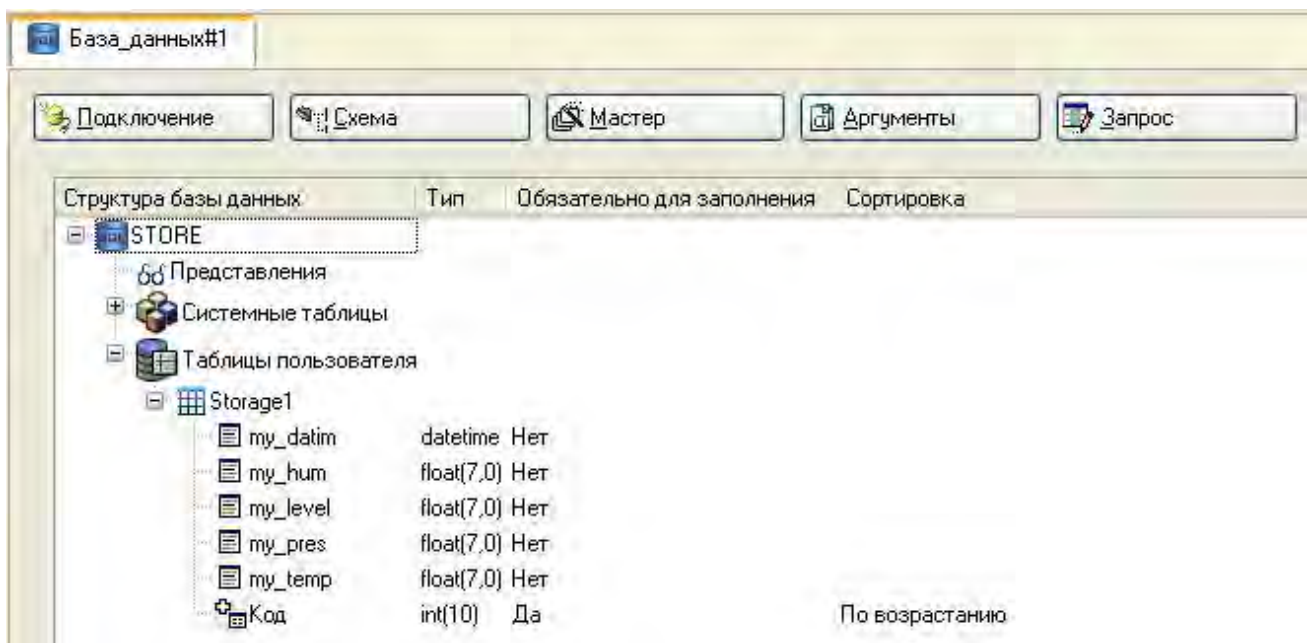 База_данных#1
Подключение Схема Мастер Аргументы Запрос
Структура базы данных Тип Обязательно для заполнения Сортировка
STORE
Представления
Системные таблицы
Таблицы пользователя
Storage1
my_datim datetime Нет
my_hum float(7,0) Нет
my_level float(7,0) Нет
my_pres float(7,0) Нет
my_temp float(7,0) Нет
Код int(10) Да По возрастанию